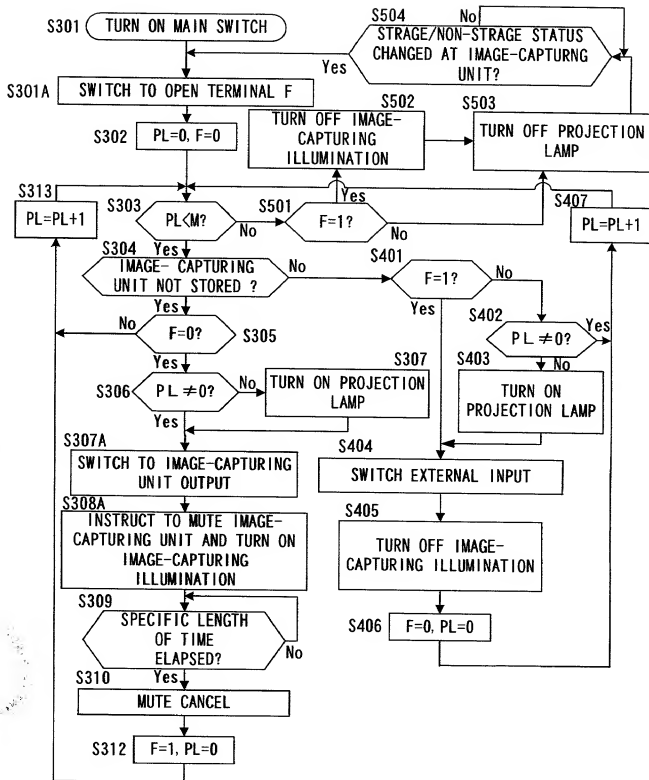 S301
TURN ON MAIN SWITCH
S504
No
STRAGE/NON-STRAGE STATUS
CHANGED AT IMAGE-CAPTURNG
UNIT?
Yes
S301A
SWITCH TO OPEN TERMINAL F
S302
PL=0, F=0
S502
TURN OFF IMAGE-
CAPTURING
ILLUMINATION
S503
TURN OFF PROJECTION
LAMP
S313
PL=PL+1
S303
PL<M?
No
Yes
S501
F=1?
Yes
No
S407
PL=PL+1
S304
IMAGE- CAPTURING
UNIT NOT STORED ?
No
Yes
S401
F=1?
No
Yes
S305
F=0?
No
Yes
S402
PL≠0?
Yes
No
S306
PL≠0?
No
Yes
S307
TURN ON PROJECTION
LAMP
S403
TURN ON
PROJECTION LAMP
S307A
SWITCH TO IMAGE-CAPTURING
UNIT OUTPUT
S404
SWITCH EXTERNAL INPUT
S308A
INSTRUCT TO MUTE IMAGE-
CAPTURING UNIT AND TURN ON
IMAGE-CAPTURING
ILLUMINATION
S405
TURN OFF IMAGE-
CAPTURING ILLUMINATION
S309
SPECIFIC LENGTH
OF TIME
ELAPSED?
No
Yes
S406
F=0, PL=0
S310
MUTE CANCEL
S312
F=1, PL=0